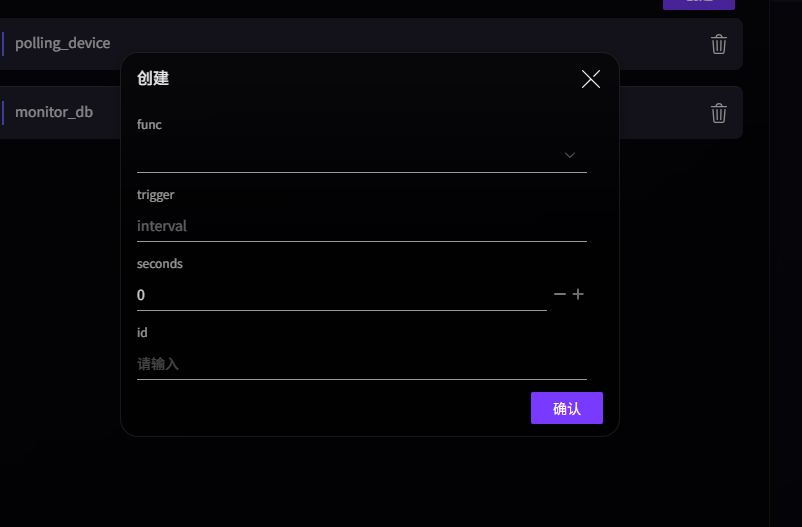 polling_device
创建
monitor_db
func
trigger
interval
seconds
0
id
请输入
确认